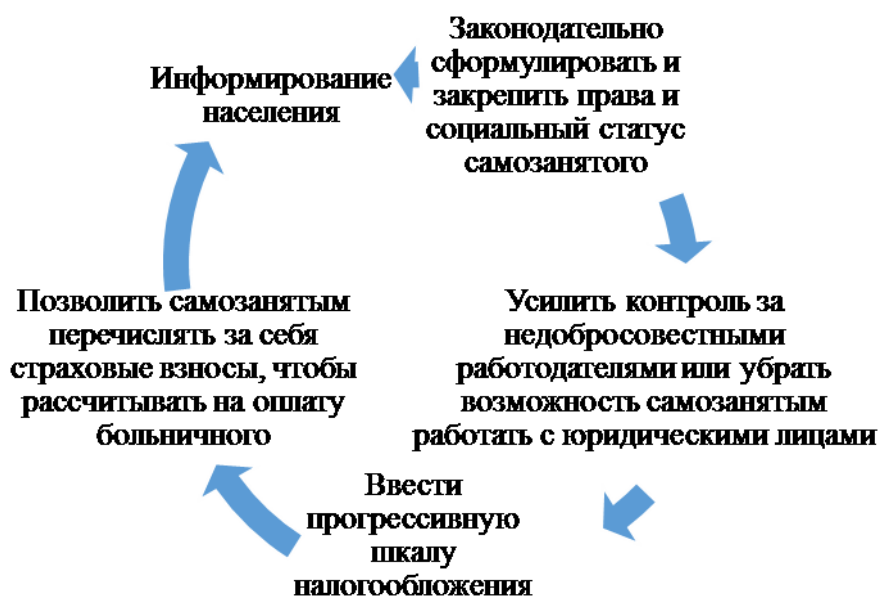 Законодательно
сформулировать и
закрепить права и
социальный статус
самозанятого
Усилить контроль за
недобросовестными
работодателями или убрать
возможность самозанятым
работать с юридическими лицами
Ввести
прогрессивную
шкалу
налогообложения
Позволить самозанятым
перечислять за себя
страховые взносы, чтобы
рассчитывать на оплату
больничного
Информирование
населения